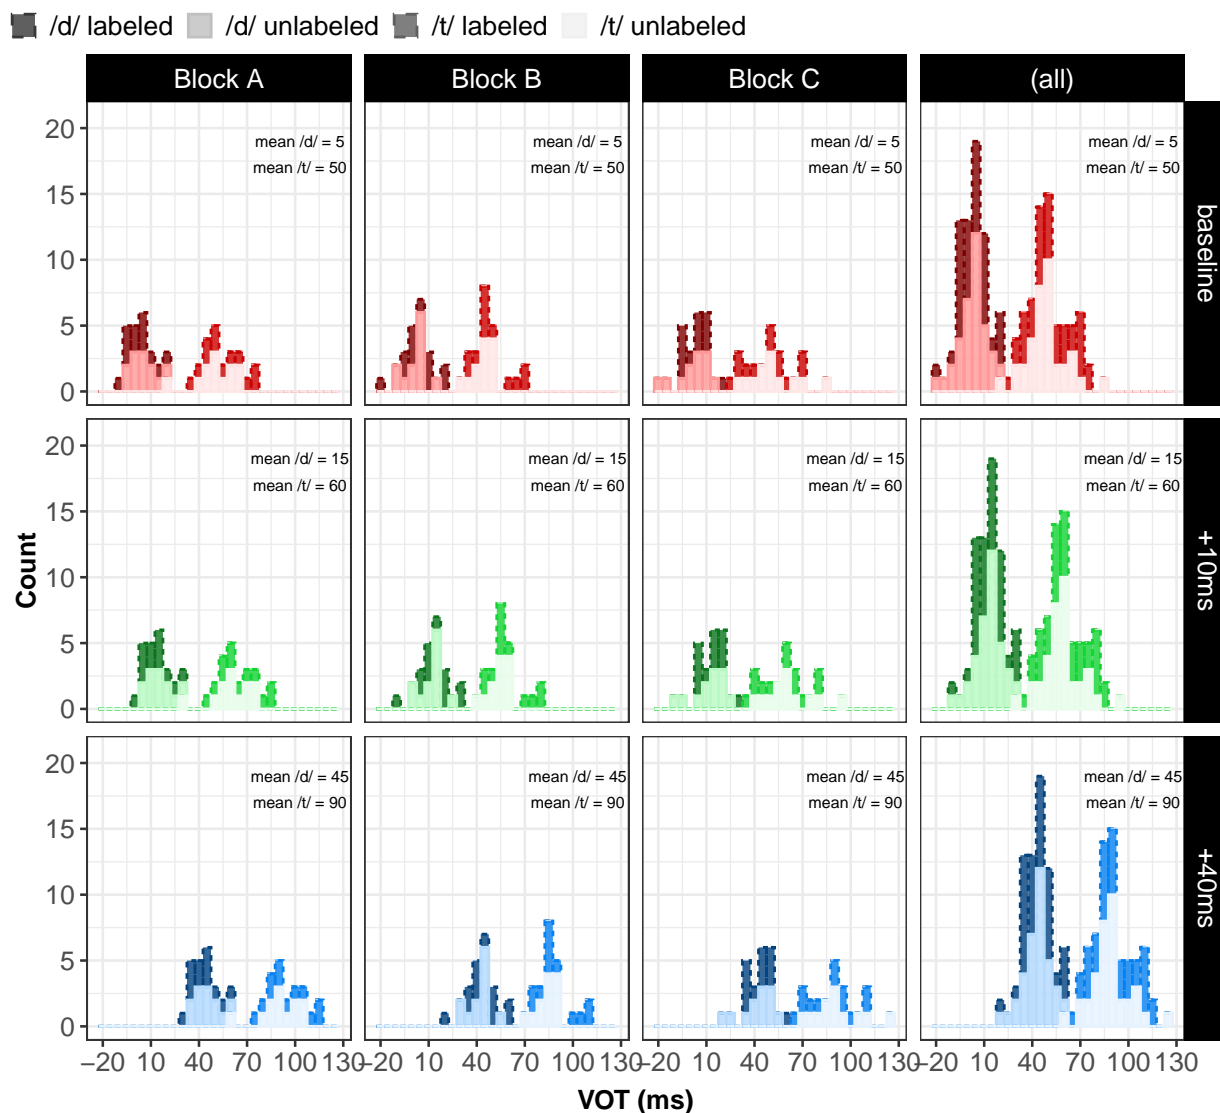 /d/ labeled /d/ unlabeled /t/ labeled /t/ unlabeled
Block A Block B Block C (all)
20
15
10
5
0
mean /d/ = 5
mean /t/ = 50
mean /d/ = 5
mean /t/ = 50
mean /d/ = 5
mean /t/ = 50
mean /d/ = 5
mean /t/ = 50
baseline
20
15
10
5
0
mean /d/ = 15
mean /t/ = 60
mean /d/ = 15
mean /t/ = 60
mean /d/ = 15
mean /t/ = 60
mean /d/ = 15
mean /t/ = 60
+10ms
Count
20
15
10
5
0
mean /d/ = 45
mean /t/ = 90
mean /d/ = 45
mean /t/ = 90
mean /d/ = 45
mean /t/ = 90
mean /d/ = 45
mean /t/ = 90
+40ms
−20 10 40 70 100 130 −20 10 40 70 100 130 −20 10 40 70 100 130 −20 10 40 70 100 130
VOT (ms)